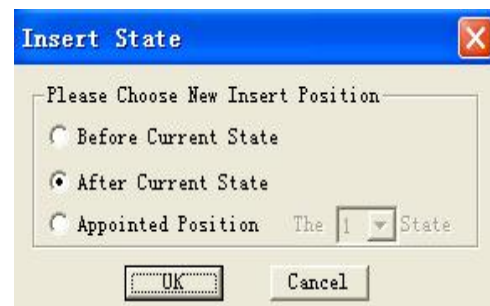 Insert State
Please Choose New Insert Position
Before Current State
After Current State
Appointed Position The 1 State
OK Cancel